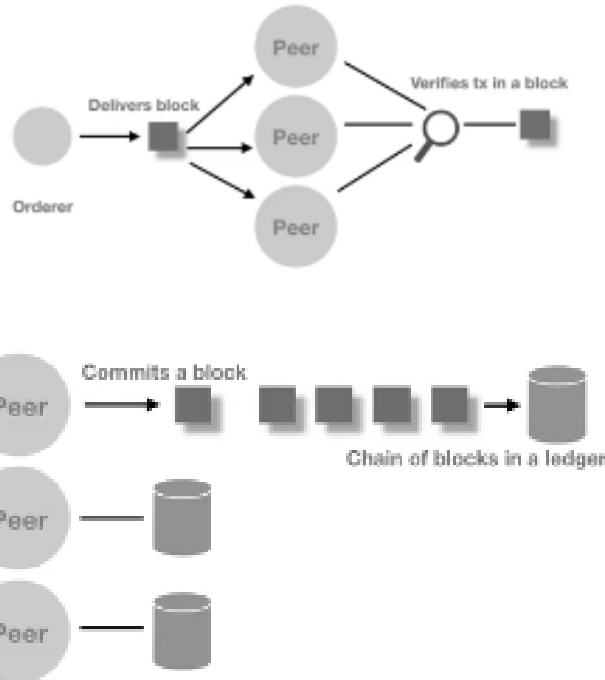 Peer
Verifies tx in a block
Delivers block
Peer
Orderer
Peer
Commits a block
Peer
Chain of blocks in a ledger
Peer
Peer